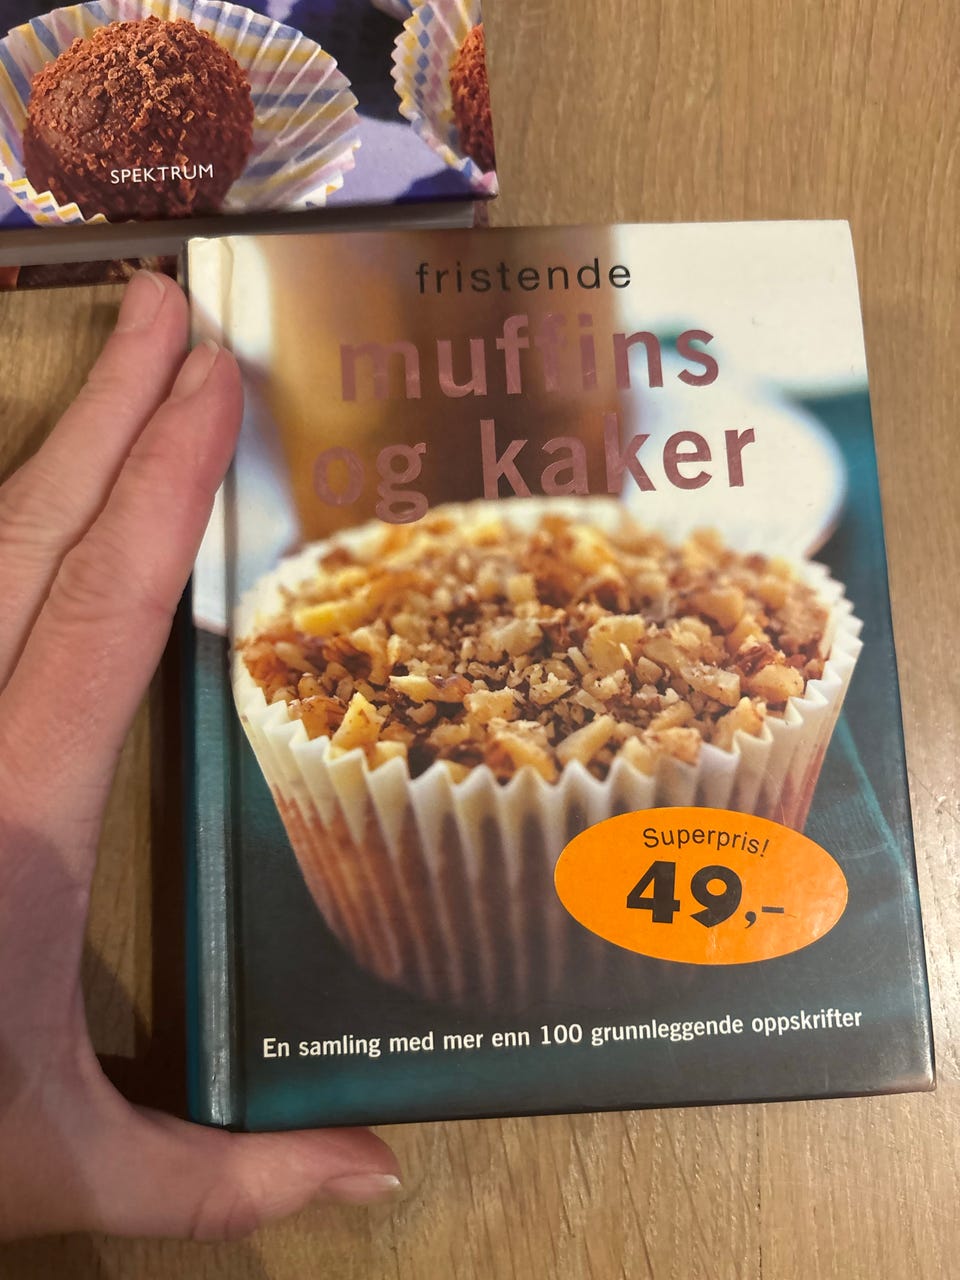 SPEKTRUM
fristende
muffins
og kaker
Superpris!
49,-
En samling med mer enn 100 grunnleggende oppskrifter